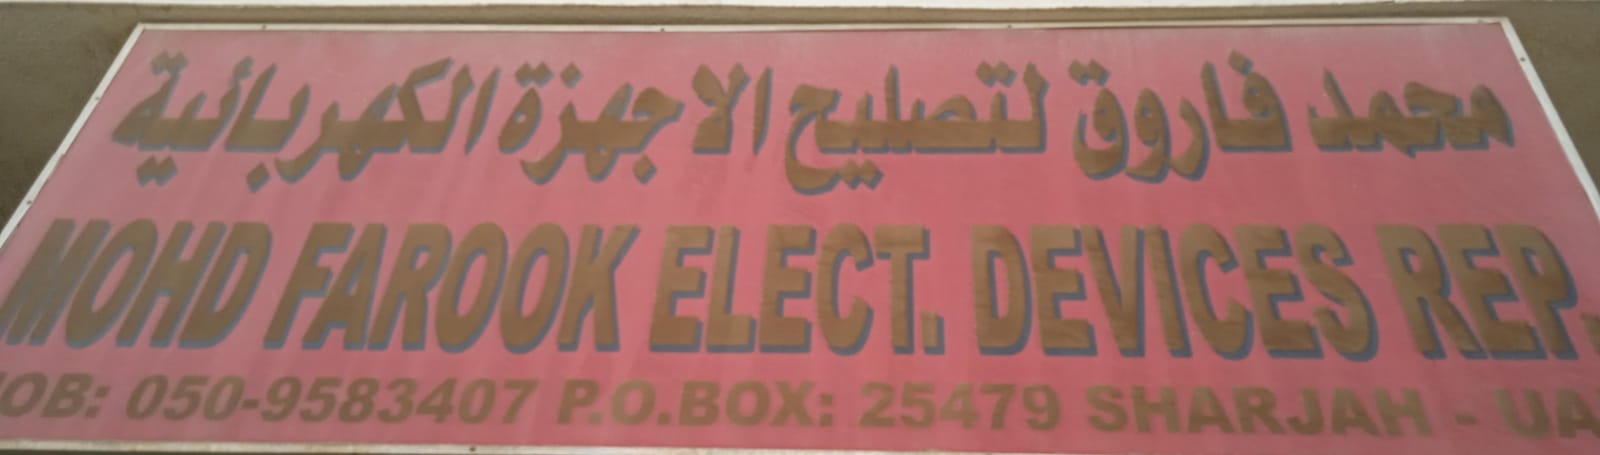 محمد فاروق لتصليح الاجهزة الكهربائية
MOHD FAROOK ELECT. DEVICES REP.
OB: 050-9583407 P.O.BOX: 25479 SHARJAH - UA